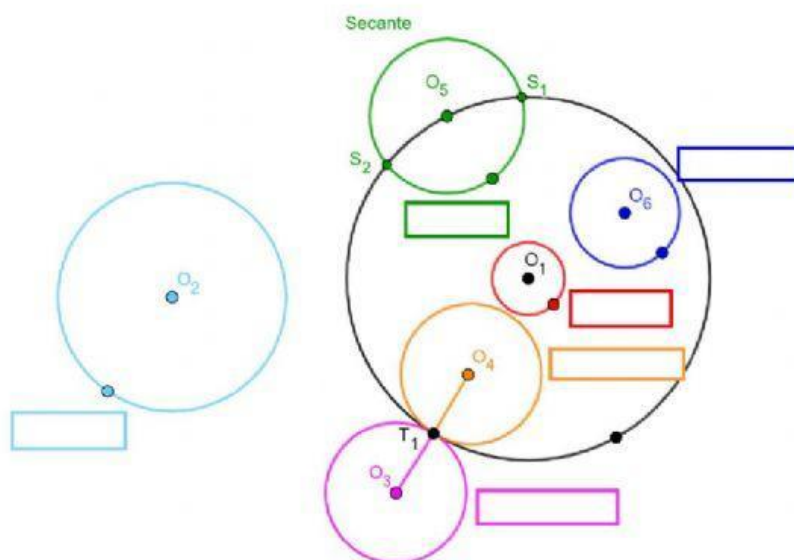 Secante
O₅
S₁
S₂
O₆
O₁
O₂
O₄
T₁
O₃